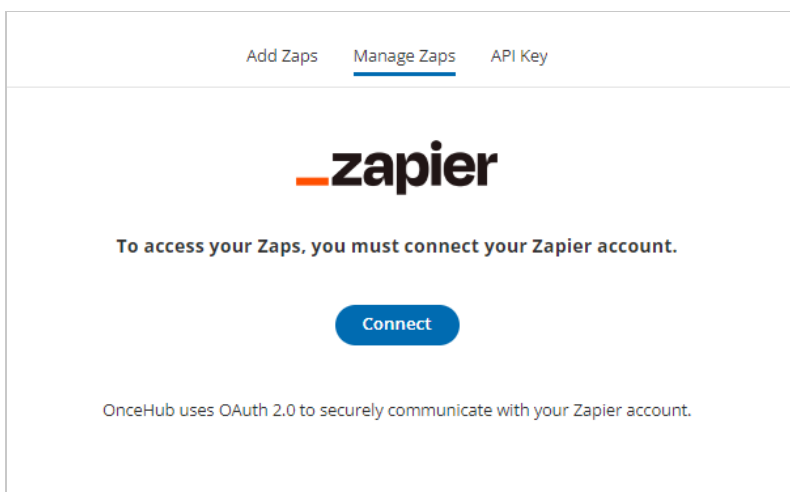 Add Zaps Manage Zaps API Key
_zapier
To access your Zaps, you must connect your Zapier account.
Connect
OnceHub uses OAuth 2.0 to securely communicate with your Zapier account.